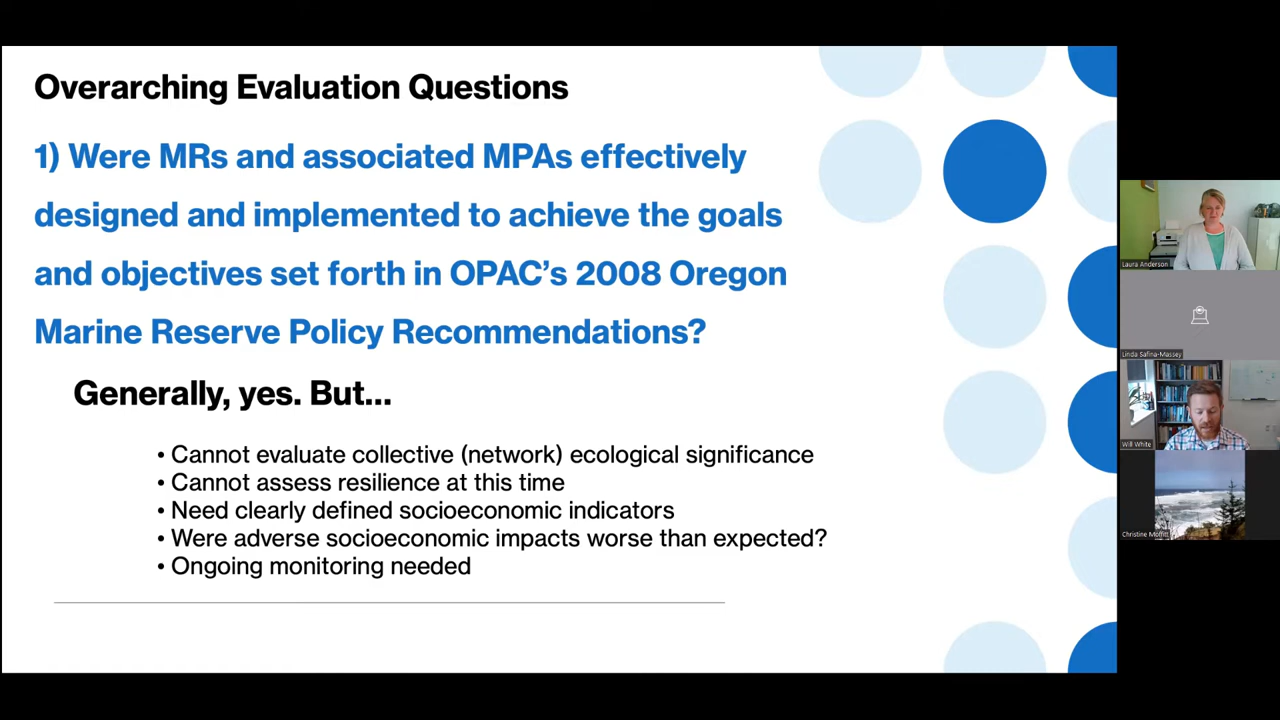 Overarching Evaluation Questions
1) Were MRs and associated MPAs effectively
designed and implemented to achieve the goals
and objectives set forth in OPAC’s 2008 Oregon
Marine Reserve Policy Recommendations?
Generally, yes. But...
• Cannot evaluate collective (network) ecological significance
• Cannot assess resilience at this time
• Need clearly defined socioeconomic indicators
• Were adverse socioeconomic impacts worse than expected?
• Ongoing monitoring needed
Laura Anderson
Linda Safina-Massey
Will White
Christine Moffitt